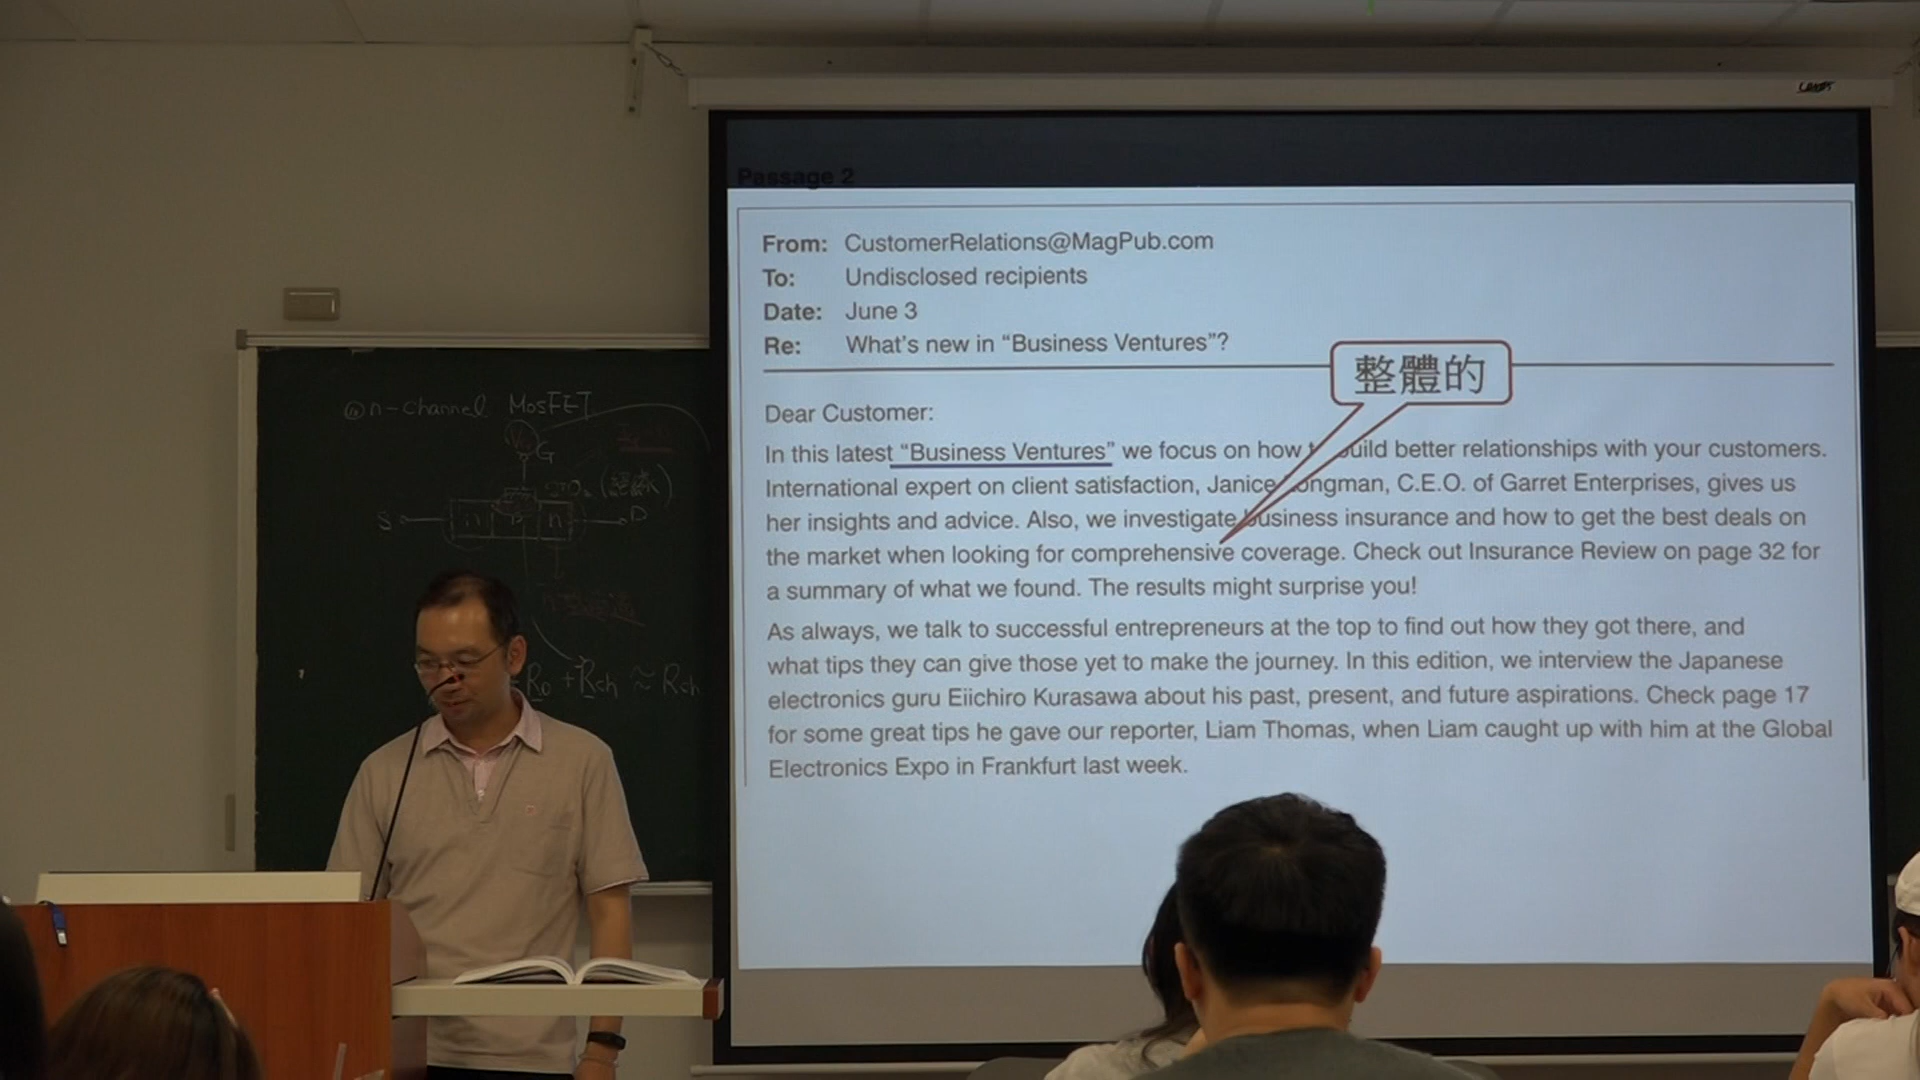 Passage 2
From: CustomerRelations@MagPub.com
To: Undisclosed recipients
Date: June 3
Re: What's new in “Business Ventures”?
整體的
Dear Customer:
In this latest “Business Ventures” we focus on how build better relationships with your customers.
International expert on client satisfaction, Janice Longman, C.E.O. of Garret Enterprises, gives us
her insights and advice. Also, we investigate business insurance and how to get the best deals on
the market when looking for comprehensive coverage. Check out Insurance Review on page 32 for
a summary of what we found. The results might surprise you!
As always, we talk to successful entrepreneurs at the top to find out how they got there, and
what tips they can give those yet to make the journey. In this edition, we interview the Japanese
electronics guru Eiichiro Kurasawa about his past, present, and future aspirations. Check page 17
for some great tips he gave our reporter, Liam Thomas, when Liam caught up with him at the Global
Electronics Expo in Frankfurt last week.
n-channel MosFET
G
S n n D
+ Rch ≈ Rch